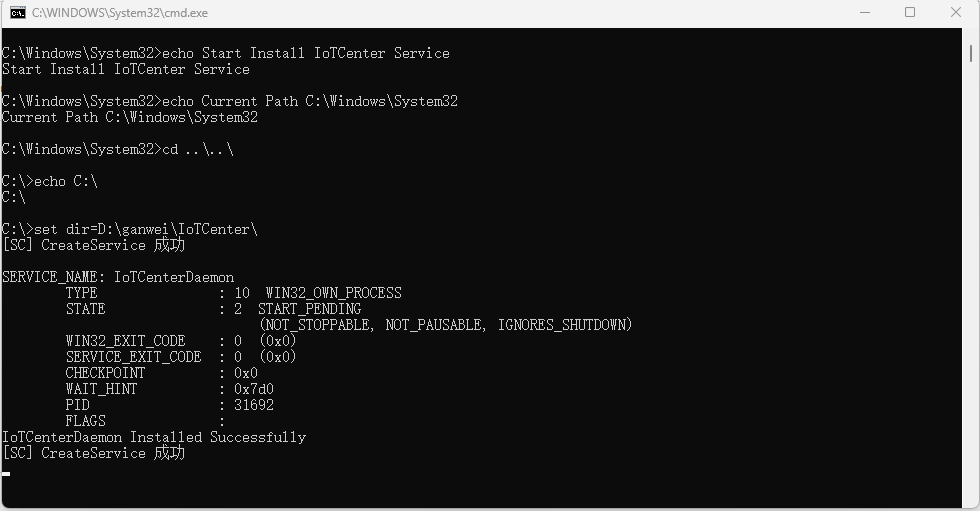 C:\WINDOWS\System32\cmd.exe
C:\Windows\System32>echo Start Install IoTCenter Service
Start Install IoTCenter Service
C:\Windows\System32>echo Current Path C:\Windows\System32
Current Path C:\Windows\System32
C:\Windows\System32>cd ..\..\
C:\>echo C:\
C:\
C:\>set dir=D:\ganwei\IoTCenter\
[SC] CreateService 成功
SERVICE_NAME: IoTCenterDaemon
        TYPE               : 10  WIN32_OWN_PROCESS
        STATE              : 2  START_PENDING
                                (NOT_STOPPABLE, NOT_PAUSABLE, IGNORES_SHUTDOWN)
        WIN32_EXIT_CODE    : 0  (0x0)
        SERVICE_EXIT_CODE  : 0  (0x0)
        CHECKPOINT         : 0x0
        WAIT_HINT          : 0x7d0
        PID                : 31692
        FLAGS              :
IoTCenterDaemon Installed Successfully
[SC] CreateService 成功